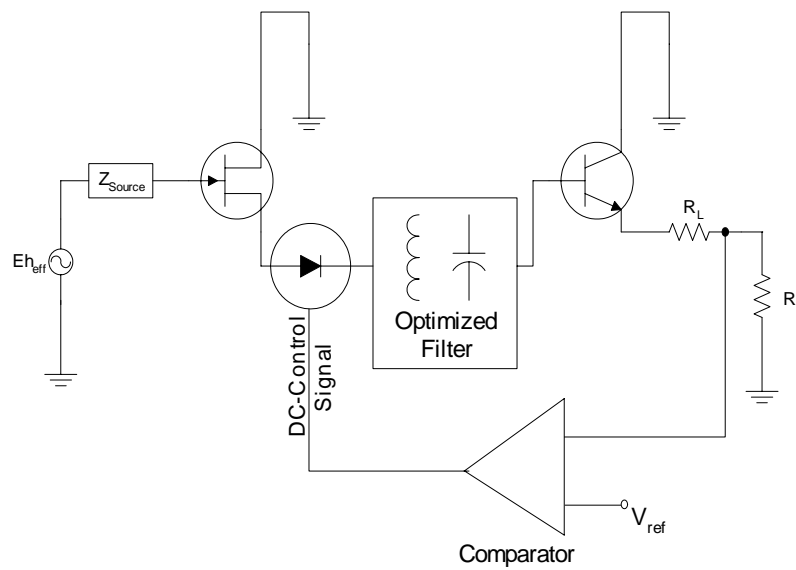 Z_Source
Eh_eff
DC-Control
Signal
Optimized
Filter
R_L
R
V_ref
Comparator